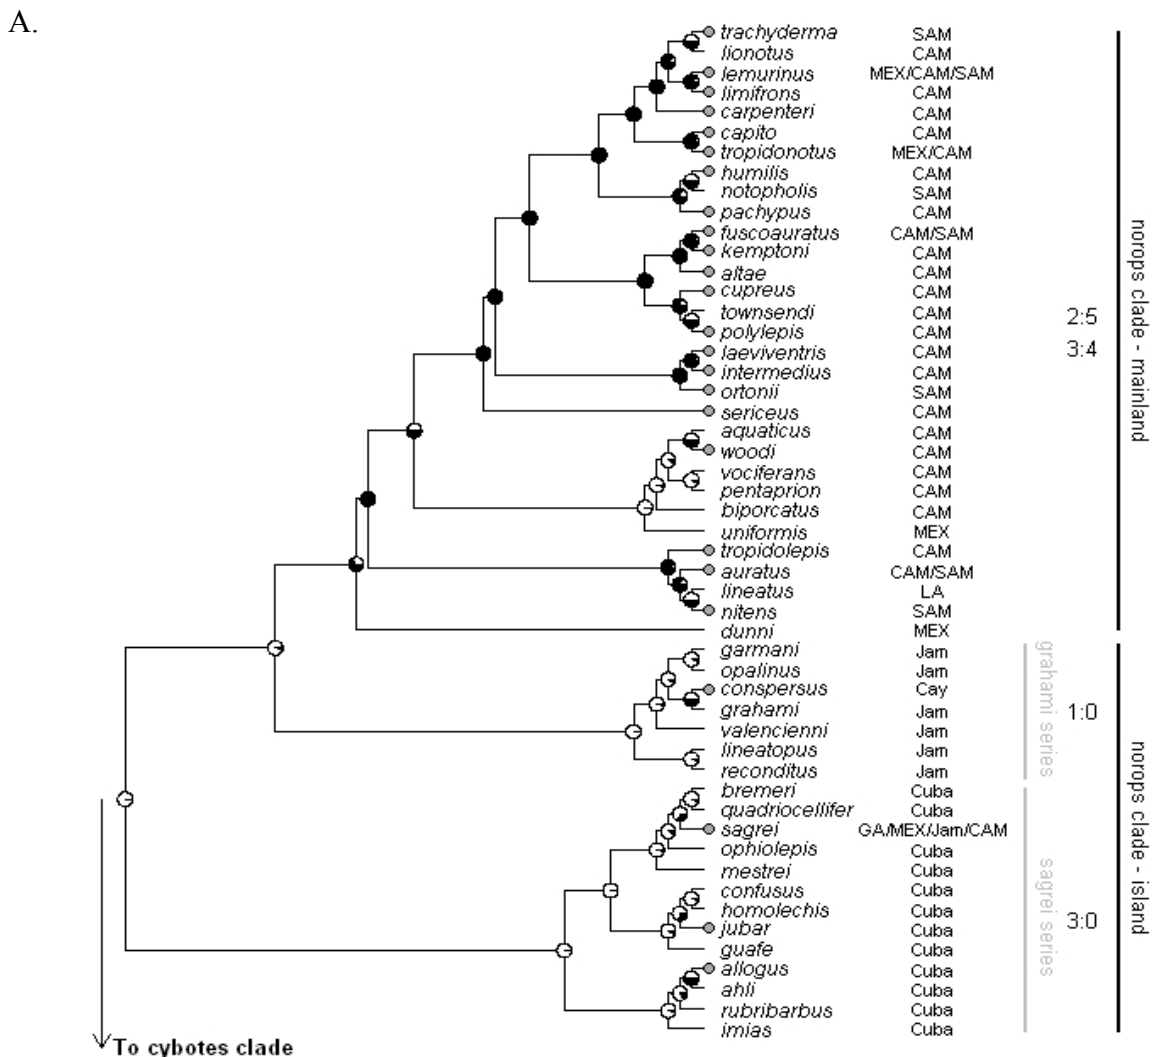 A.
trachyderma SAM
lionotus CAM
lemurinus MEX/CAM/SAM
limifrons CAM
carpenteri CAM
capito CAM
tropidonotus MEX/CAM
humilis CAM
notopholis SAM
pachypus CAM
fuscoauratus CAM/SAM
kemptoni CAM
altae CAM
cupreus CAM
townsendi CAM
polylepis CAM
laeviventris CAM
intermedius CAM
ortonii SAM
sericeus CAM
aquaticus CAM
woodi CAM
vociferans CAM
pentaprion CAM
biporcatus CAM
uniformis MEX
tropidolepis CAM
auratus CAM/SAM
lineatus LA
nitens SAM
dunni MEX
2:5
3:4
norops clade - mainland
garmani Jam
opalinus Jam
conspersus Cay
grahami Jam
valencienni Jam
lineatopus Jam
reconditus Jam
grahami series
1:0
bremeri Cuba
quadriocellifer Cuba
sagrei GA/MEX/Jam/CAM
ophiolepis Cuba
mestrei Cuba
confusus Cuba
homolechis Cuba
jubar Cuba
guafe Cuba
allogus Cuba
ahli Cuba
rubribarbus Cuba
imias Cuba
sagrei series
3:0
norops clade - island
To cybotes clade